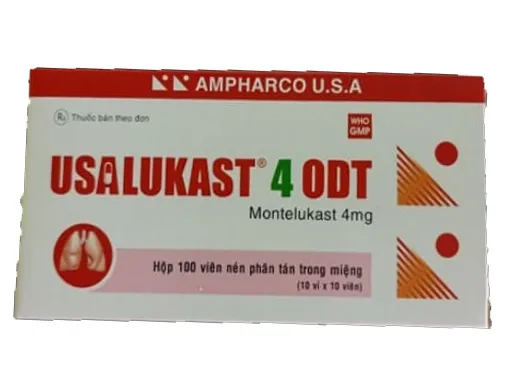 AMPHARCO U.S.A
Rx Thuốc bán theo đơn
WHO
GMP
USALUKAST® 4 ODT
Montelukast 4mg
Hộp 100 viên nén phân tán trong miệng
(10 vỉ x 10 viên)